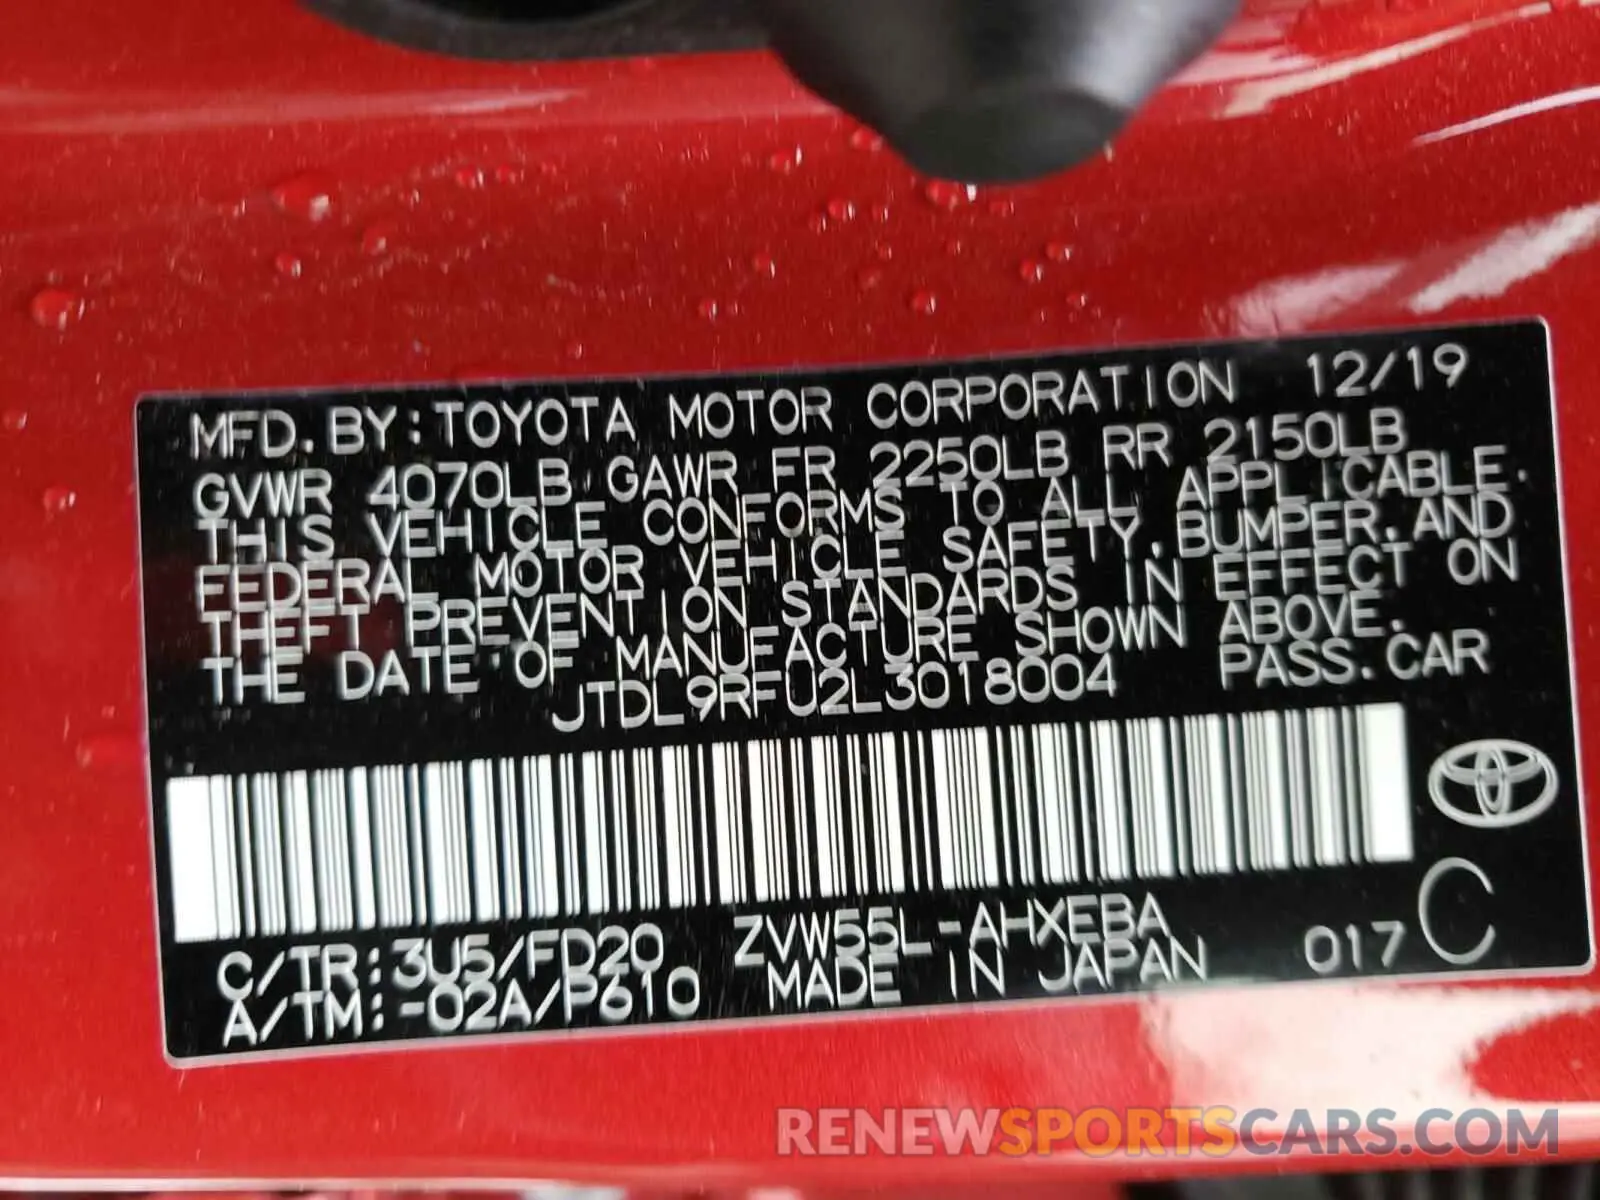 MFD. BY: TOYOTA MOTOR CORPORATION 12/19
GVWR 4070LB GAWR FR 2250LB RR 2150LB
THIS VEHICLE CONFORMS TO ALL APPLICABLE
FEDERAL MOTOR VEHICLE SAFETY, BUMPER, AND
THEFT PREVENTION STANDARDS IN EFFECT ON
THE DATE OF MANUFACTURE SHOWN ABOVE.
JTDL9RFU2L3018004 PASS. CAR
C/TR: 3U5/FD20 ZVW55L-AHXEBA
A/TM: -02A/P610 MADE IN JAPAN 017 C
RENEWSPORTSCARS.COM